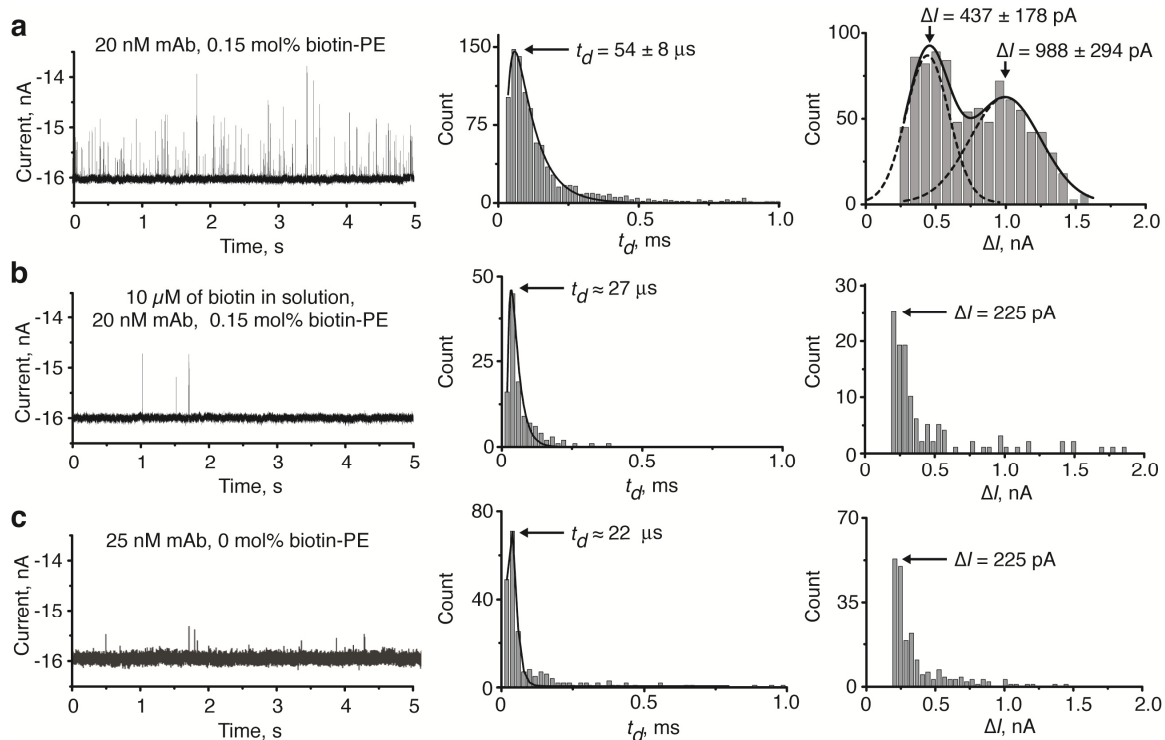 a
20 nM mAb, 0.15 mol% biotin-PE
Current, nA
-14
-15
-16
0 1 2 3 4 5
Time, s
Count
150
75
0
t_d = 54 ± 8 μs
0 0.5 1.0
t_d, ms
ΔI = 437 ± 178 pA
ΔI = 988 ± 294 pA
Count
100
50
0
0 0.5 1.0 1.5 2.0
ΔI, nA
b
10 μM of biotin in solution,
20 nM mAb, 0.15 mol% biotin-PE
Current, nA
-14
-15
-16
0 1 2 3 4 5
Time, s
Count
50
25
0
t_d ≈ 27 μs
0 0.5 1.0
t_d, ms
Count
30
20
10
0
ΔI = 225 pA
0 0.5 1.0 1.5 2.0
ΔI, nA
c
25 nM mAb, 0 mol% biotin-PE
Current, nA
-14
-15
-16
0 1 2 3 4 5
Time, s
Count
80
40
0
t_d ≈ 22 μs
0 0.5 1.0
t_d, ms
Count
70
35
0
ΔI = 225 pA
0 0.5 1.0 1.5 2.0
ΔI, nA